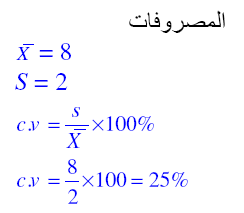 المصروفات
X̄ = 8
S = 2
c.v = s/X̄ ×100%
c.v = 8/2 ×100 = 25%